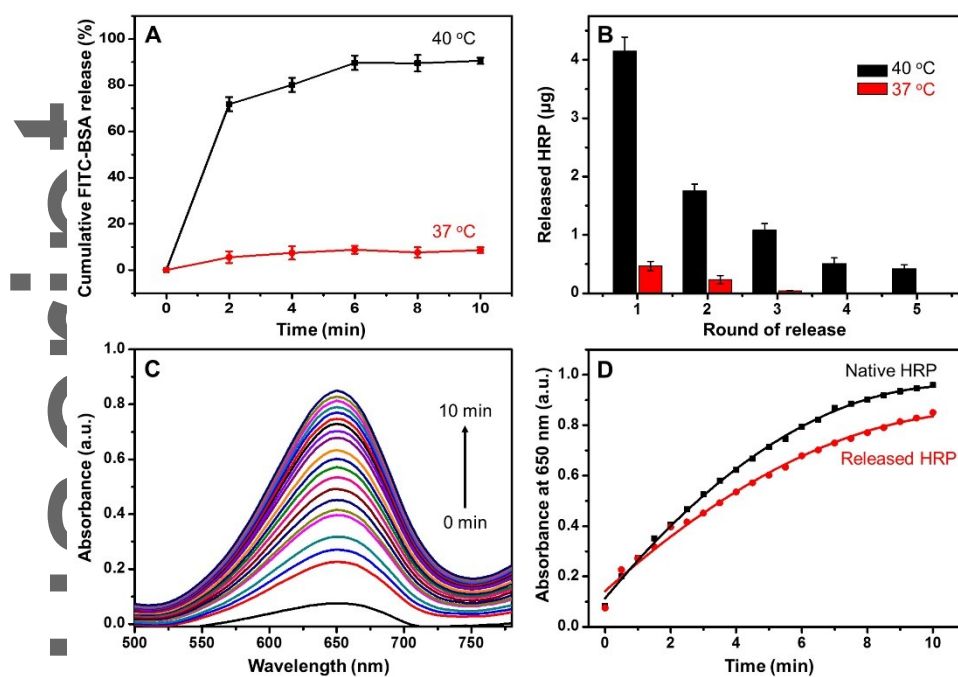 A
40 °C
37 °C
Cumulative FITC-BSA release (%)
100
80
60
40
20
0
0 2 4 6 8 10
Time (min)
B
40 °C
37 °C
Released HRP (µg)
4
3
2
1
0
1 2 3 4 5
Round of release
C
10 min
0 min
Absorbance (a.u.)
1.0
0.8
0.6
0.4
0.2
0.0
500 550 600 650 700 750
Wavelength (nm)
D
Native HRP
Released HRP
Absorbance at 650 nm (a.u.)
1.0
0.8
0.6
0.4
0.2
0.0
0 2 4 6 8 10
Time (min)